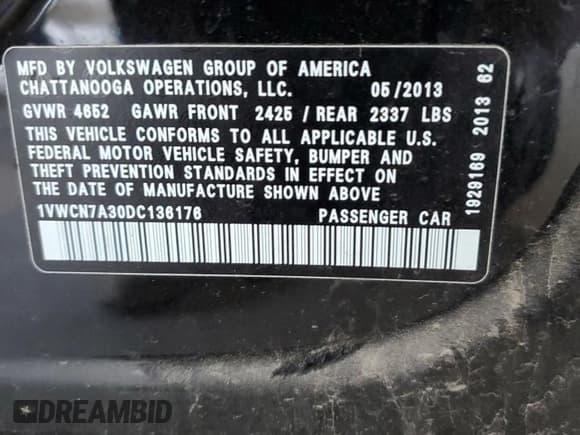 MFD BY VOLKSWAGEN GROUP OF AMERICA
CHATTANOOGA OPERATIONS, LLC. 05/2013
GVWR 4652 GAWR FRONT 2425 / REAR 2337 LBS
THIS VEHICLE CONFORMS TO ALL APPLICABLE U.S.
FEDERAL MOTOR VEHICLE SAFETY, BUMPER AND
THEFT PREVENTION STANDARDS IN EFFECT ON
THE DATE OF MANUFACTURE SHOWN ABOVE
1VWCN7A30DC136176 PASSENGER CAR
1929169 2013 62
DREAMBID